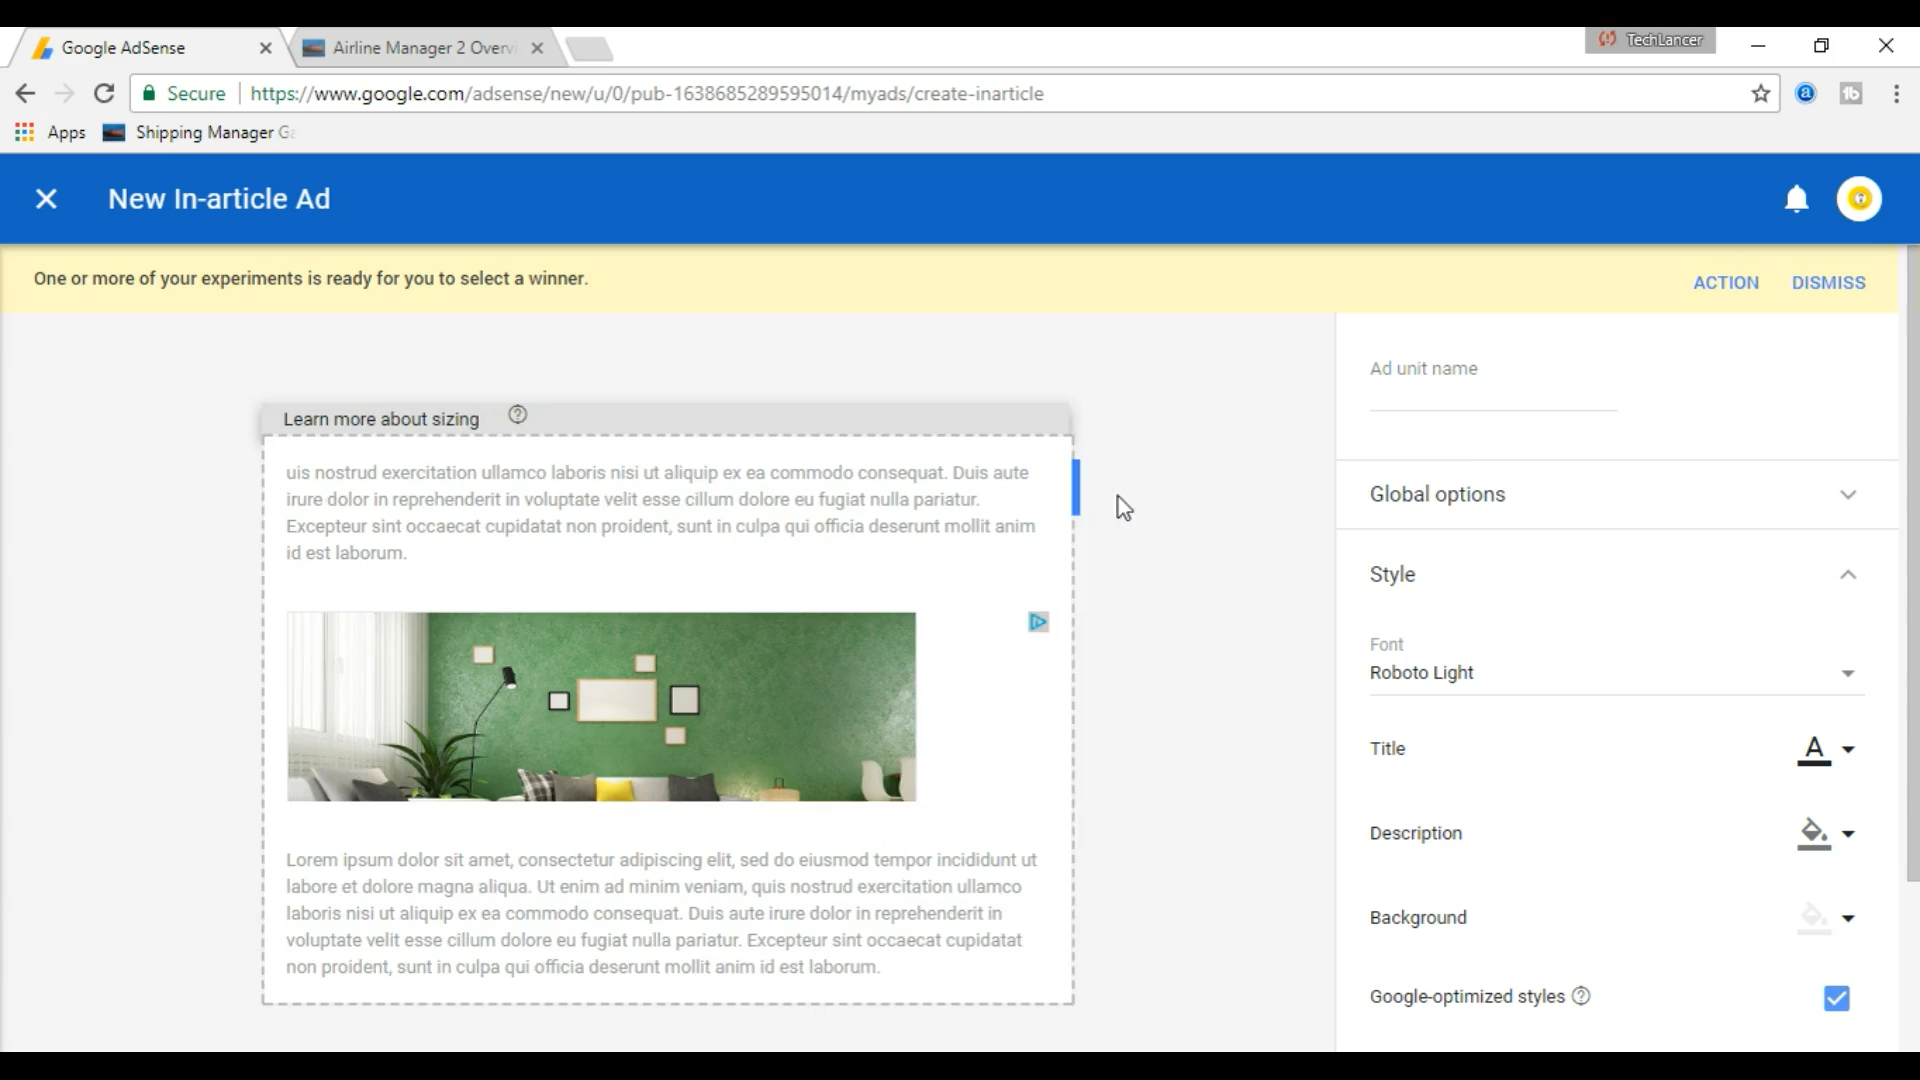 Google AdSense
Airline Manager 2 Overvi
TechLancer
Secure
https://www.google.com/adsense/new/u/0/pub-1638685289595014/myads/create-inarticle
Apps
Shipping Manager Ga
New In-article Ad
One or more of your experiments is ready for you to select a winner.
ACTION
DISMISS
Learn more about sizing
uis nostrud exercitation ullamco laboris nisi ut aliquip ex ea commodo consequat. Duis aute
irure dolor in reprehenderit in voluptate velit esse cillum dolore eu fugiat nulla pariatur.
Excepteur sint occaecat cupidatat non proident, sunt in culpa qui officia deserunt mollit anim
id est laborum.
Lorem ipsum dolor sit amet, consectetur adipiscing elit, sed do eiusmod tempor incididunt ut
labore et dolore magna aliqua. Ut enim ad minim veniam, quis nostrud exercitation ullamco
laboris nisi ut aliquip ex ea commodo consequat. Duis aute irure dolor in reprehenderit in
voluptate velit esse cillum dolore eu fugiat nulla pariatur. Excepteur sint occaecat cupidatat
non proident, sunt in culpa qui officia deserunt mollit anim id est laborum.
Ad unit name
Global options
Style
Font
Roboto Light
Title
A
Description
Background
Google-optimized styles